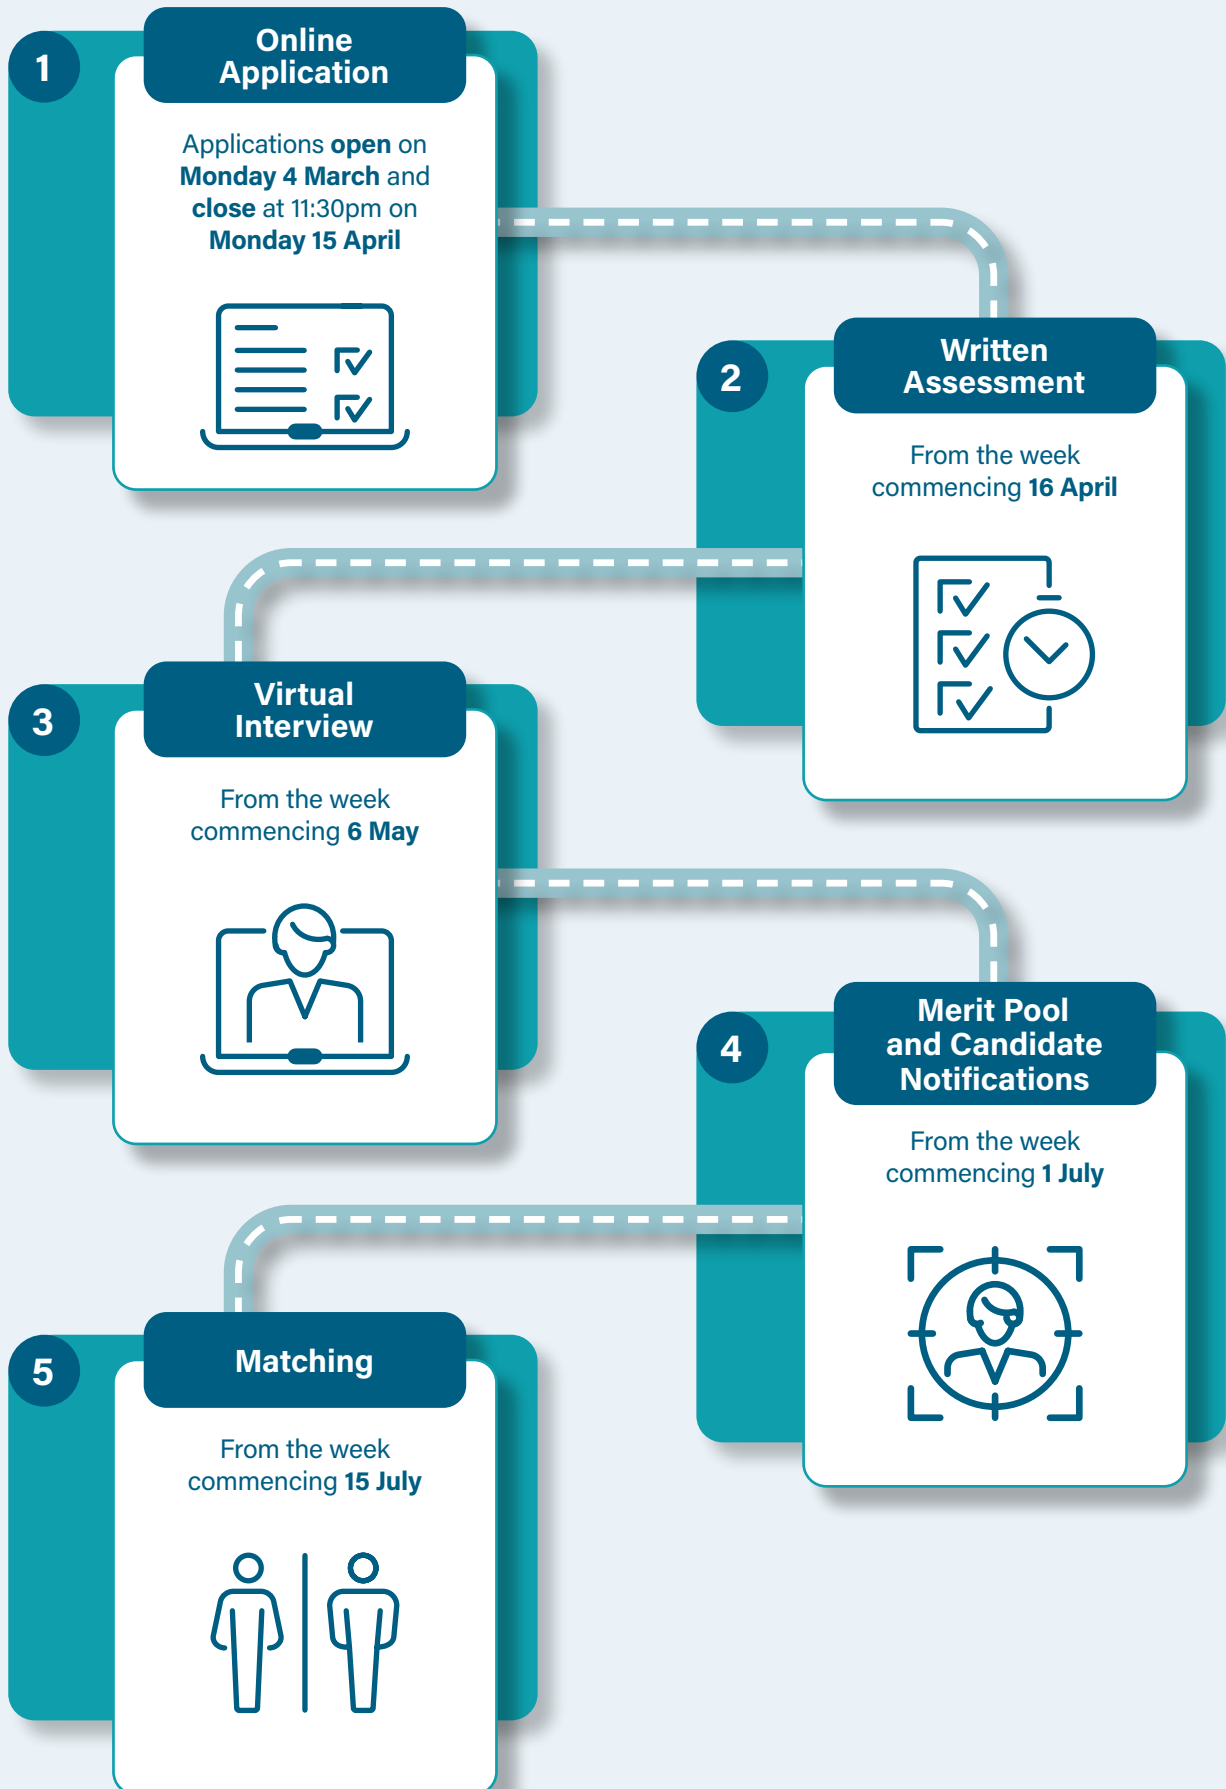 1
Online
Application
Applications open on
Monday 4 March and
close at 11:30pm on
Monday 15 April
2
Written
Assessment
From the week
commencing 16 April
3
Virtual
Interview
From the week
commencing 6 May
4
Merit Pool
and Candidate
Notifications
From the week
commencing 1 July
5
Matching
From the week
commencing 15 July